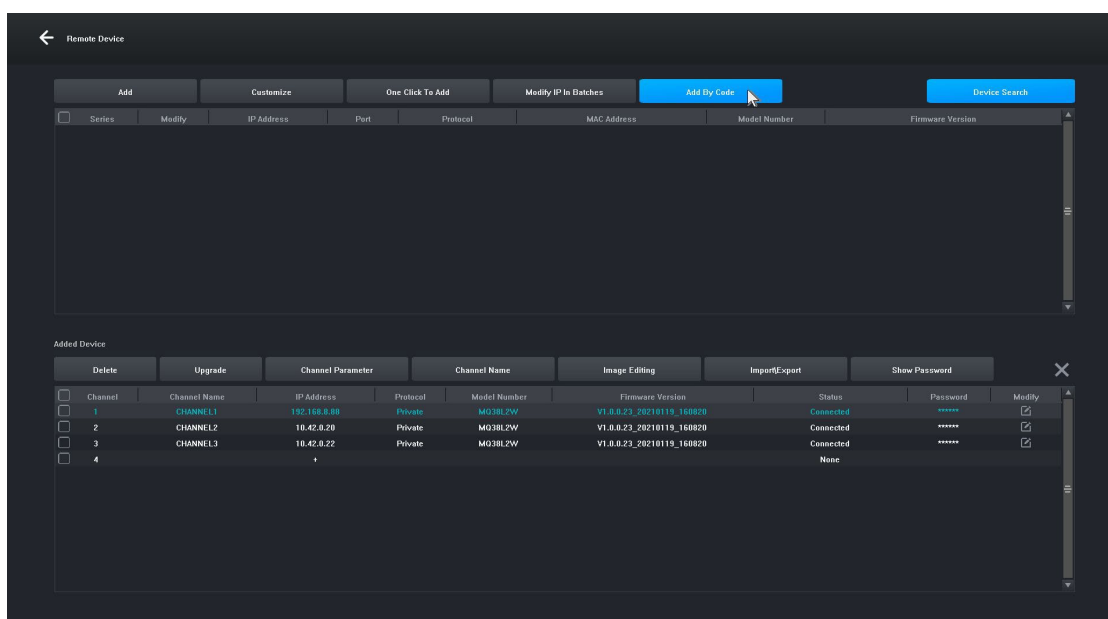 Remote Device
Add Customize One Click To Add Modify IP In Batches Add By Code Device Search
Series Modify IP Address Port Protocol MAC Address Model Number Firmware Version
Added Device
Delete Upgrade Channel Parameter Channel Name Image Editing Import\Export Show Password
Channel Channel Name IP Address Protocol Model Number Firmware Version Status Password Modify
1 CHANNEL1 192.168.8.88 Private MQ38L2W V1.0.0.23_20210119_160820 Connected ******
2 CHANNEL2 10.42.0.20 Private MQ38L2W V1.0.0.23_20210119_160820 Connected ******
3 CHANNEL3 10.42.0.22 Private MQ38L2W V1.0.0.23_20210119_160820 Connected ******
4 + None